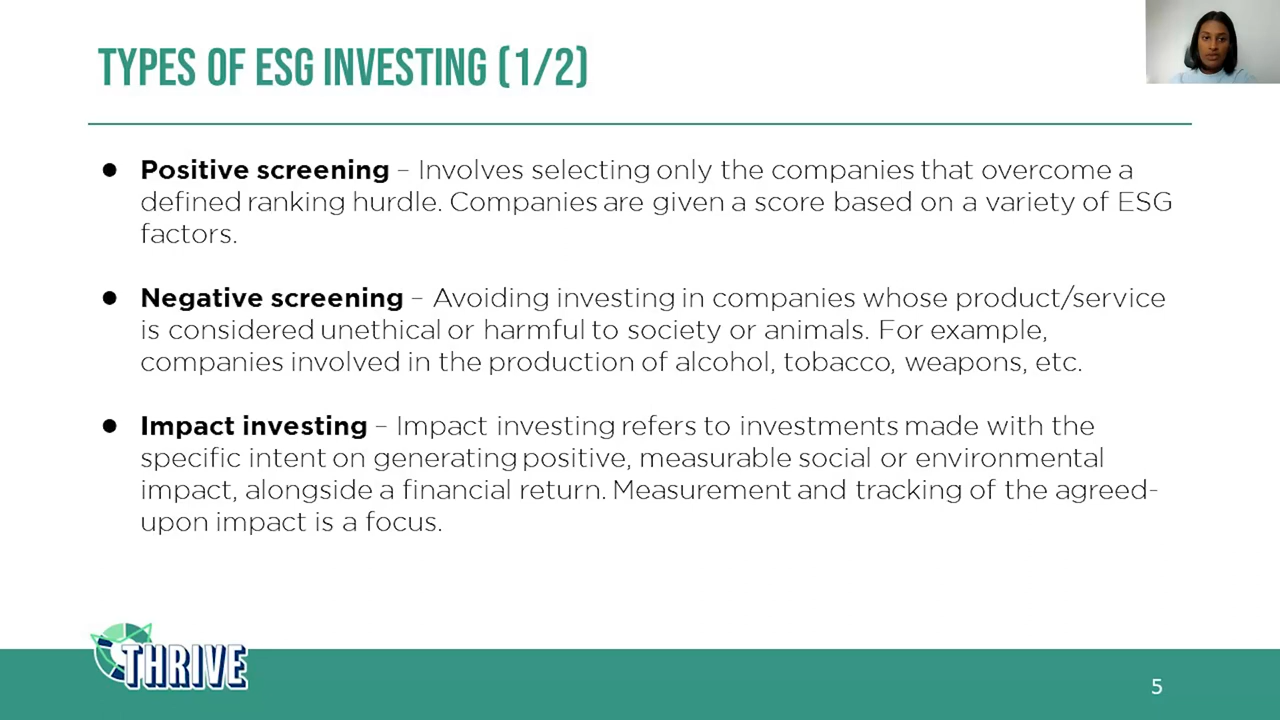 TYPES OF ESG INVESTING (1/2)
● Positive screening – Involves selecting only the companies that overcome a
defined ranking hurdle. Companies are given a score based on a variety of ESG
factors.
● Negative screening – Avoiding investing in companies whose product/service
is considered unethical or harmful to society or animals. For example,
companies involved in the production of alcohol, tobacco, weapons, etc.
● Impact investing – Impact investing refers to investments made with the
specific intent on generating positive, measurable social or environmental
impact, alongside a financial return. Measurement and tracking of the agreed-
upon impact is a focus.
THRIVE
5